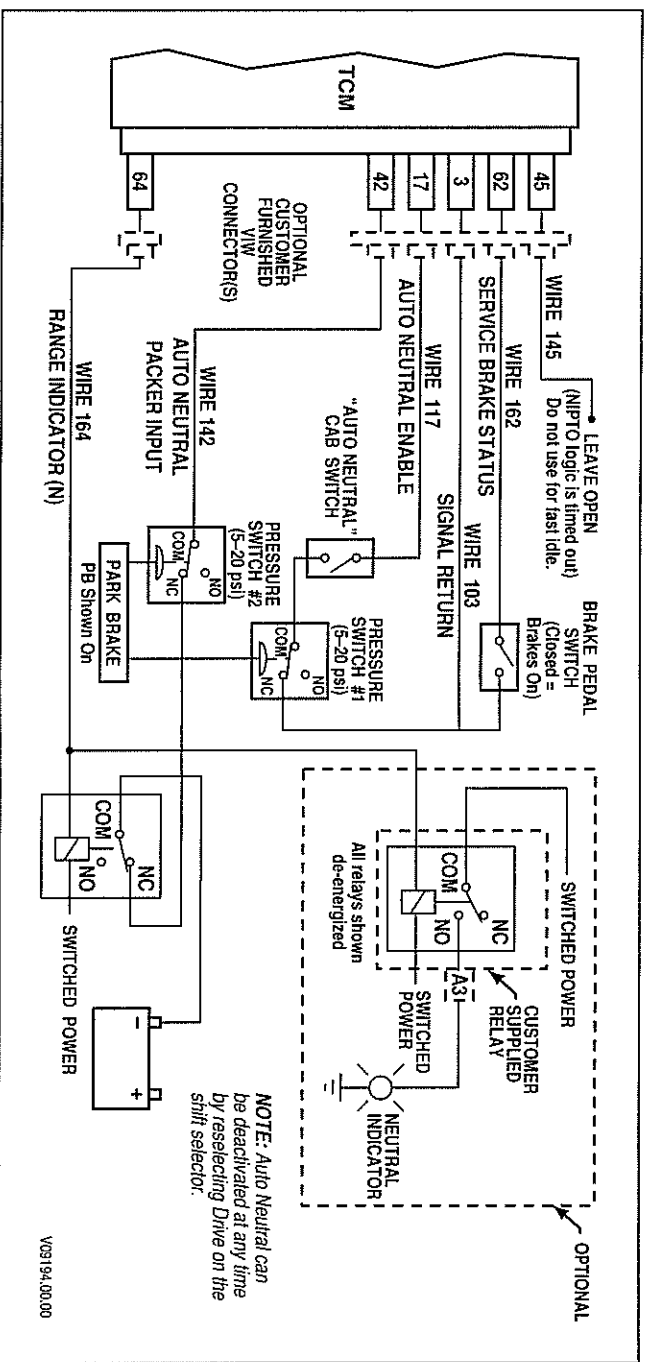 TCM
45
62
3
17
42
64
WIRE 145
LEAVE OPEN
(NIPTO logic is timed out)
Do not use for fast idle.
WIRE 162
SERVICE BRAKE STATUS
BRAKE PEDAL
SWITCH
(Closed =
Brakes On)
WIRE 103
SIGNAL RETURN
WIRE 117
AUTO NEUTRAL ENABLE
"AUTO NEUTRAL"
CAB SWITCH
PRESSURE
SWITCH #1
(5–20 psi)
COM
NO
NC
WIRE 142
AUTO NEUTRAL
PACKER INPUT
PRESSURE
SWITCH #2
(5–20 psi)
COM
NO
NC
PARK BRAKE
PB Shown On
OPTIONAL
CUSTOMER
FURNISHED
VIW
CONNECTOR(S)
WIRE 164
RANGE INDICATOR (N)
COM
NC
NO
SWITCHED POWER
–
+
OPTIONAL
SWITCHED POWER
COM
NC
NO
All relays shown
de-energized
SWITCHED
POWER
A3
CUSTOMER
SUPPLIED
RELAY
NEUTRAL
INDICATOR
NOTE: Auto Neutral can
be deactivated at any time
by reselecting Drive on the
shift selector.
V09194.00.00